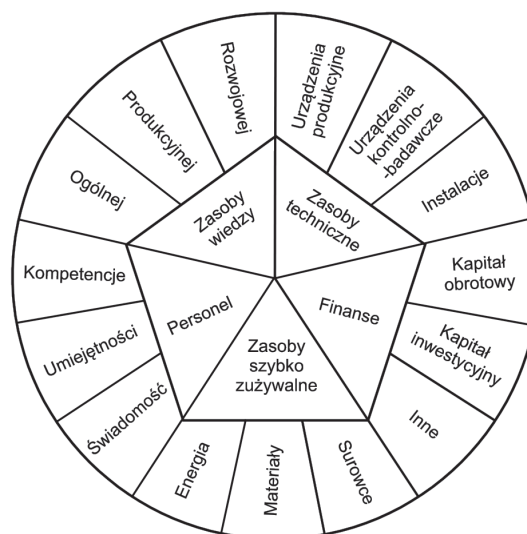 Rozwojowej
Urządzenia
produkcyjne
Produkcyjnej
Urządzenia
kontrolno-
-badawcze
Ogólnej
Instalacje
Zasoby
wiedzy
Zasoby
techniczne
Kompetencje
Kapitał
obrotowy
Personel
Finanse
Umiejętności
Kapitał
inwestycyjny
Zasoby
szybko
zużywalne
Świadomość
Inne
Energia
Materiały
Surowce